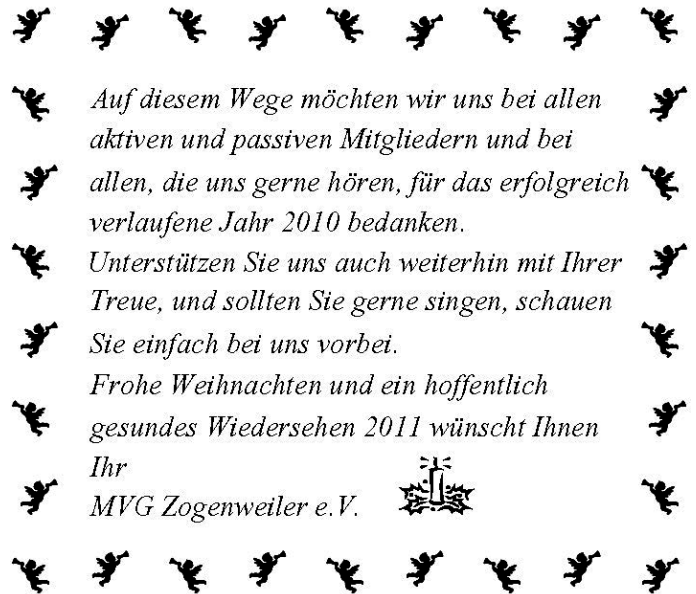 Auf diesem Wege möchten wir uns bei allen
aktiven und passiven Mitgliedern und bei
allen, die uns gerne hören, für das erfolgreich
verlaufene Jahr 2010 bedanken.
Unterstützen Sie uns auch weiterhin mit Ihrer
Treue, und sollten Sie gerne singen, schauen
Sie einfach bei uns vorbei.
Frohe Weihnachten und ein hoffentlich
gesundes Wiedersehen 2011 wünscht Ihnen
Ihr
MVG Zogenweiler e.V.